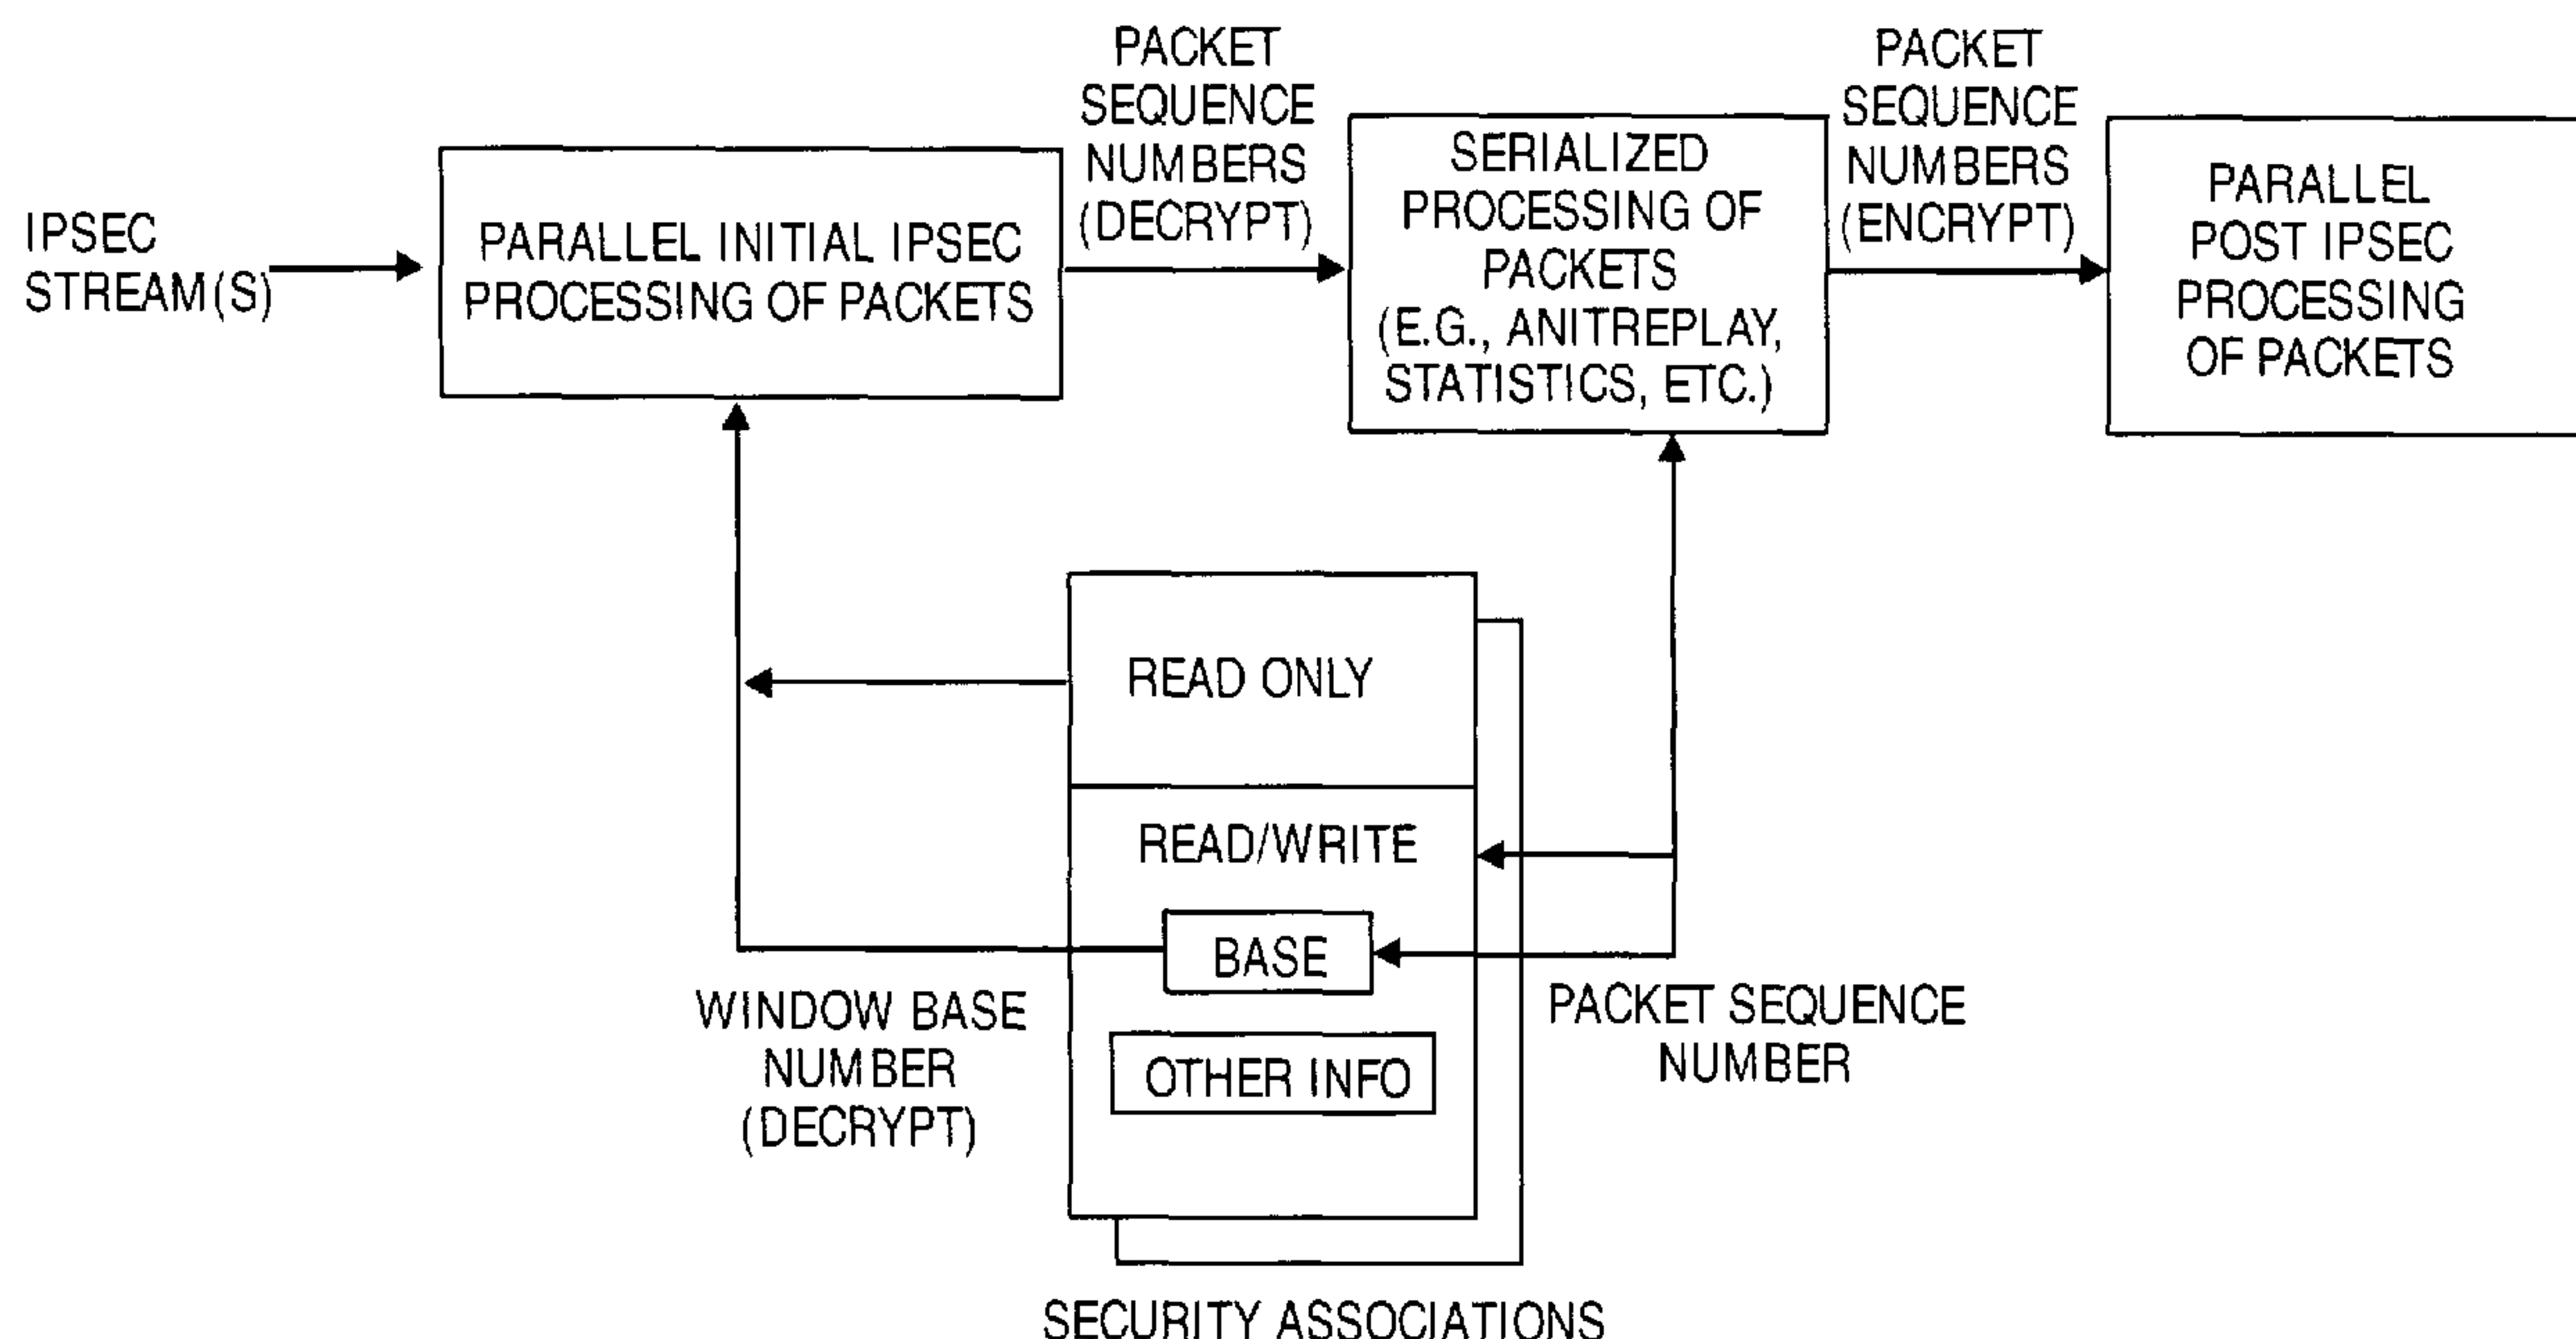 IPSEC
STREAM(S)
PARALLEL INITIAL IPSEC
PROCESSING OF PACKETS
PACKET
SEQUENCE
NUMBERS
(DECRYPT)
SERIALIZED
PROCESSING OF
PACKETS
(E.G., ANITREPLAY,
STATISTICS, ETC.)
PACKET
SEQUENCE
NUMBERS
(ENCRYPT)
PARALLEL
POST IPSEC
PROCESSING
OF PACKETS
READ ONLY
READ/WRITE
BASE
OTHER INFO
WINDOW BASE
NUMBER
(DECRYPT)
PACKET SEQUENCE
NUMBER
SECURITY ASSOCIATIONS